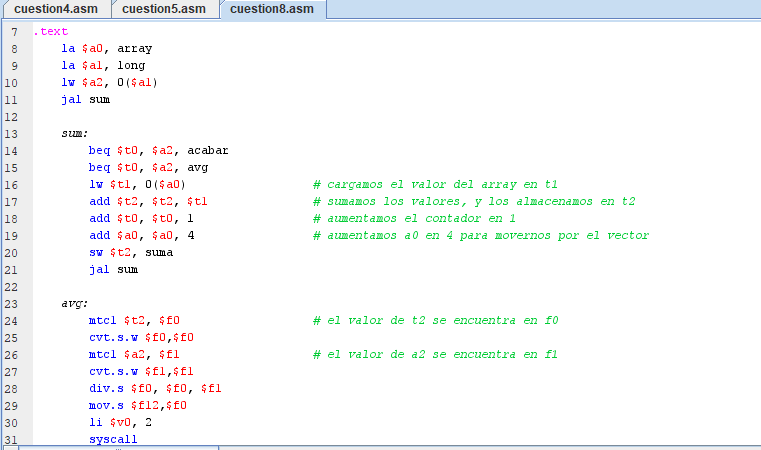 cuestion4.asm cuestion5.asm cuestion8.asm
7 .text
8 la $a0, array
9 la $a1, long
10 lw $a2, 0($a1)
11 jal sum
12
13 sum:
14 beq $t0, $a2, acabar
15 beq $t0, $a2, avg
16 lw $t1, 0($a0) # cargamos el valor del array en t1
17 add $t2, $t2, $t1 # sumamos los valores, y los almacenamos en t2
18 add $t0, $t0, 1 # aumentamos el contador en 1
19 add $a0, $a0, 4 # aumentamos a0 en 4 para movernos por el vector
20 sw $t2, suma
21 jal sum
22
23 avg:
24 mtc1 $t2, $f0 # el valor de t2 se encuentra en f0
25 cvt.s.w $f0,$f0
26 mtc1 $a2, $f1 # el valor de a2 se encuentra en f1
27 cvt.s.w $f1,$f1
28 div.s $f0, $f0, $f1
29 mov.s $f12,$f0
30 li $v0, 2
31 syscall